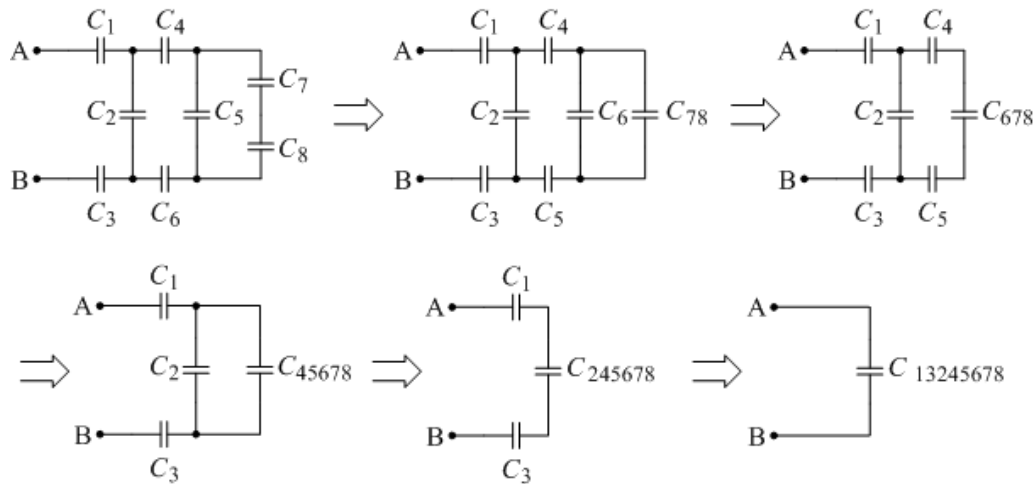 C1 C4 C1 C4 C1 C4
A A A
C7
C2 C5 C2 C6 C78 C2 C678
C8
B B B
C3 C6 C3 C5 C3 C5
C1 C1
A A A
C2 C45678 C245678 C 13245678
B B B
C3 C3